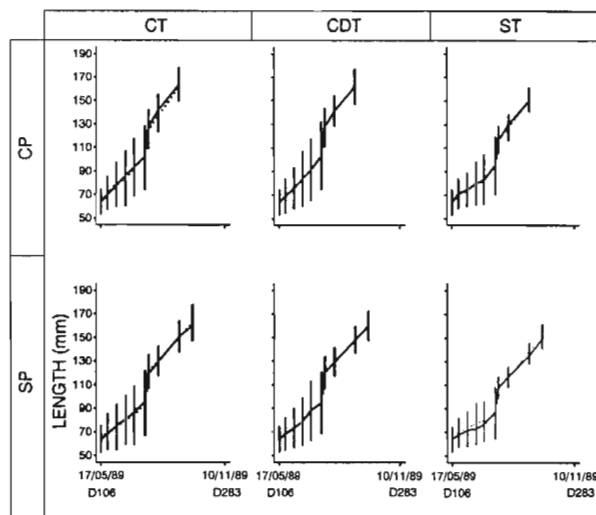 CT CDT ST
CP
190
170
150
130
110
90
70
50
SP
LENGTH (mm)
190
170
150
130
110
90
70
50
17/05/89 10/11/89 17/05/89 10/11/89 17/05/89 10/11/89
D106 D283 D106 D283 D106 D283